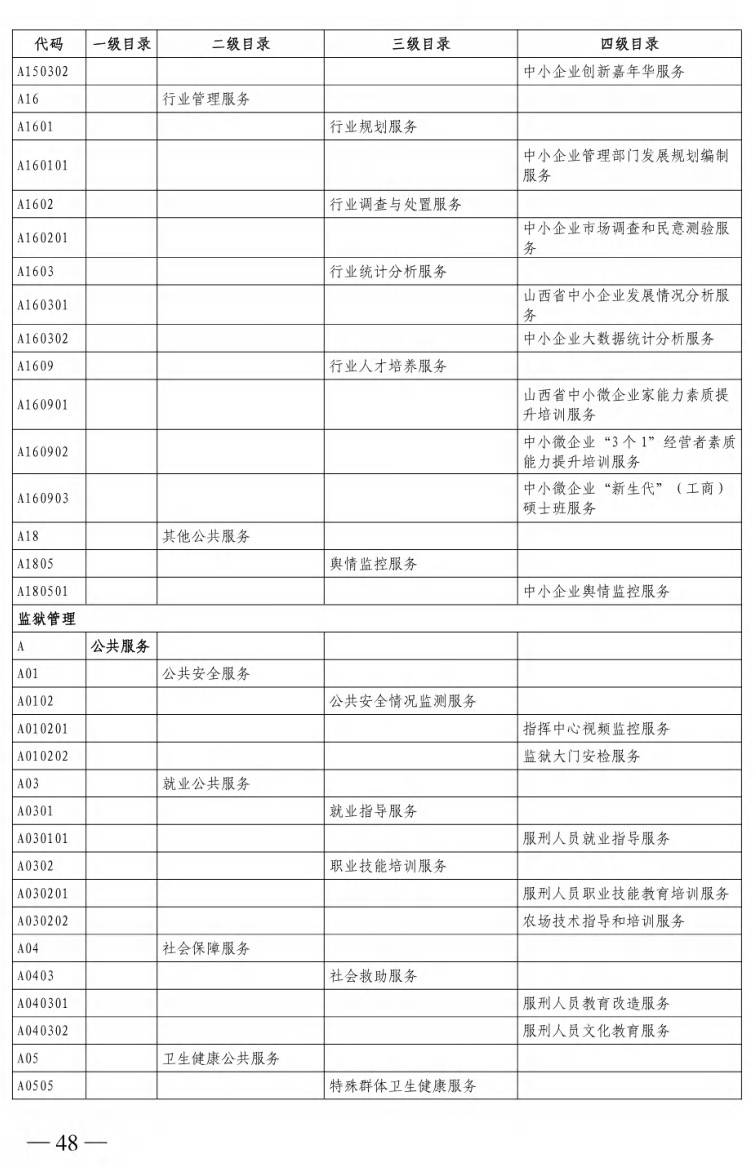 代码 一级目录 二级目录 三级目录 四级目录
A150302 中小企业创新嘉年华服务
A16 行业管理服务
A1601 行业规划服务
A160101 中小企业管理部门发展规划编制
服务
A1602 行业调查与处置服务
A160201 中小企业市场调查和民意测验服
务
A1603 行业统计分析服务
A160301 山西省中小企业发展情况分析服
务
A160302 中小企业大数据统计分析服务
A1609 行业人才培养服务
A160901 山西省中小微企业家能力素质提
升培训服务
A160902 中小微企业“3个1”经营者素质
能力提升培训服务
A160903 中小微企业“新生代”（工商）
硕士班服务
A18 其他公共服务
A1805 舆情监控服务
A180501 中小企业舆情监控服务
监狱管理
A 公共服务
A01 公共安全服务
A0102 公共安全情况监测服务
A010201 指挥中心视频监控服务
A010202 监狱大门安检服务
A03 就业公共服务
A0301 就业指导服务
A030101 服刑人员就业指导服务
A0302 职业技能培训服务
A030201 服刑人员职业技能教育培训服务
A030202 农场技术指导和培训服务
A04 社会保障服务
A0403 社会救助服务
A040301 服刑人员教育改造服务
A040302 服刑人员文化教育服务
A05 卫生健康公共服务
A0505 特殊群体卫生健康服务
— 48 —